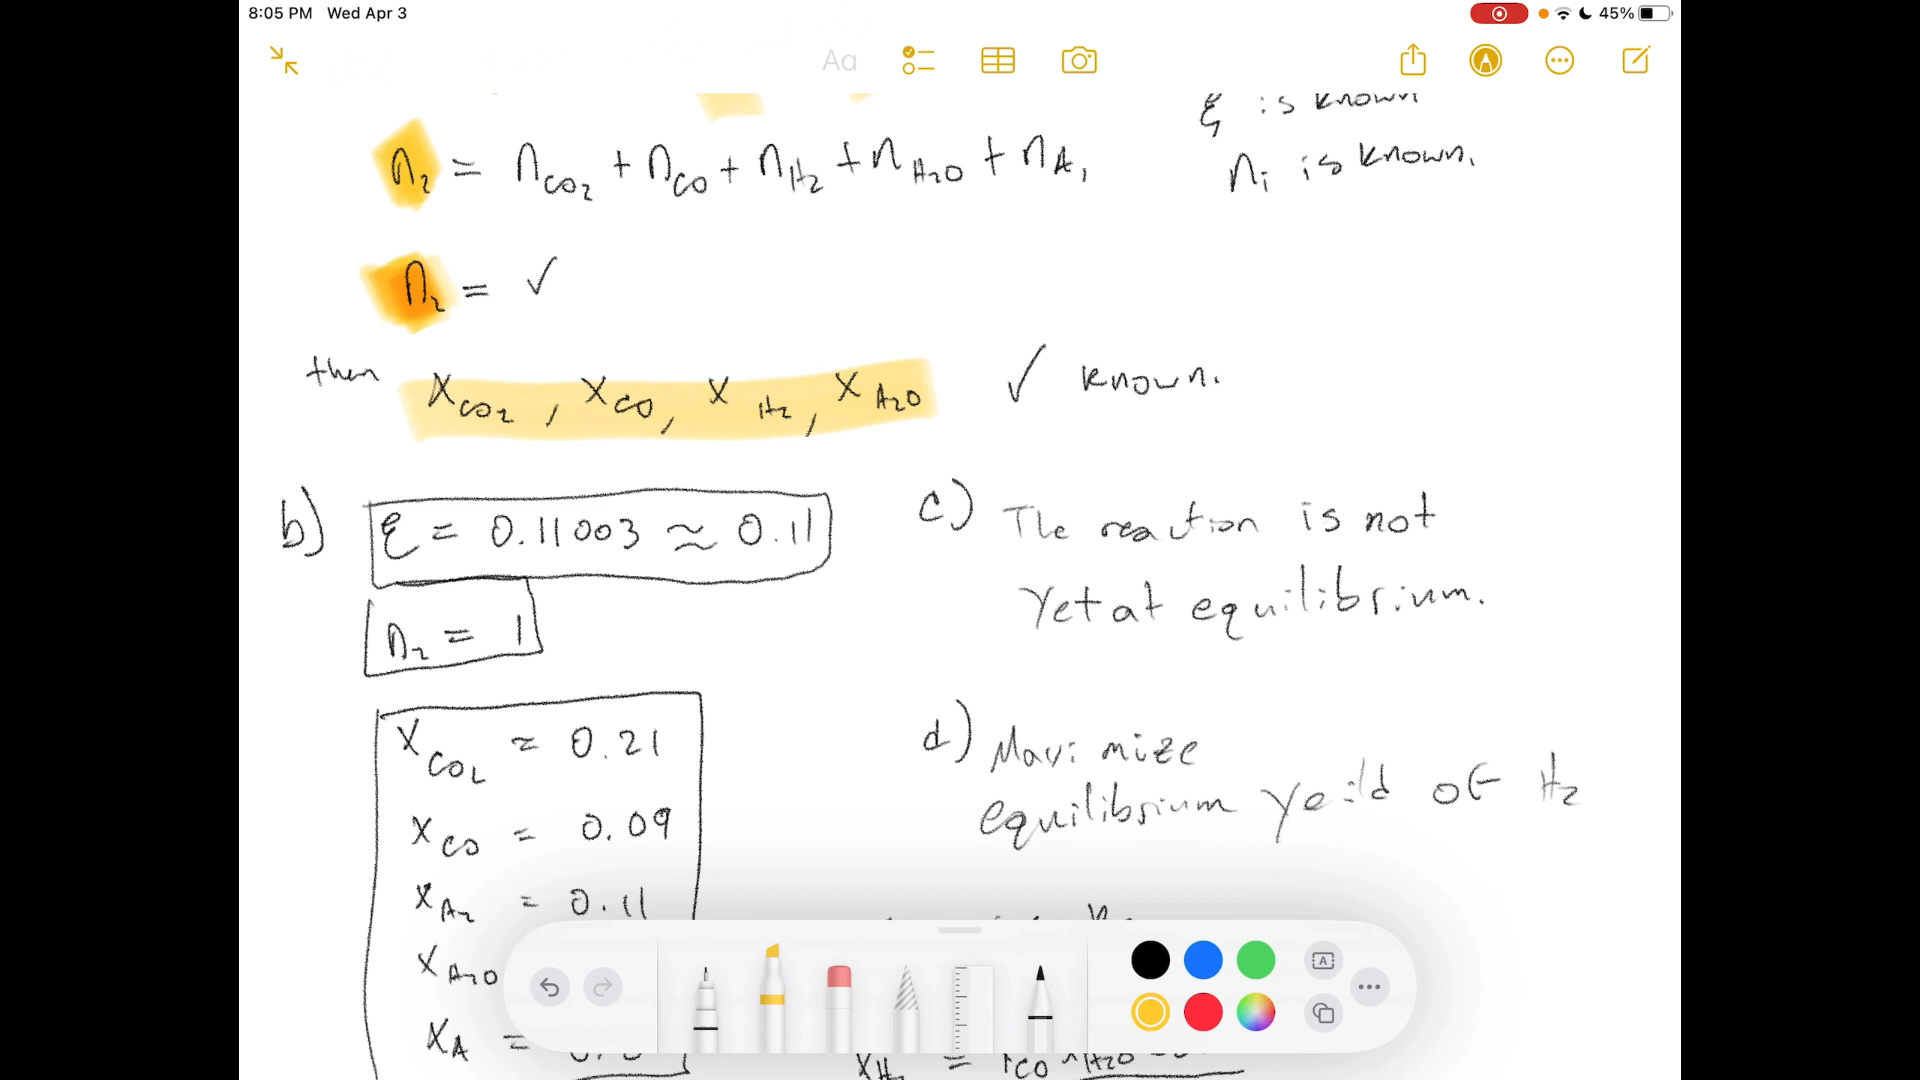 8:05 PM Wed Apr 3
45%
Aa
ξ is known
n₂ = n_CO₂ + n_CO + n_H₂ + n_H₂O + n_A,
nᵢ is known.
n₂ = ✓
then x_CO₂, x_CO, x_H₂, x_H₂O ✓ known.
b) ξ = 0.11003 ≈ 0.11
n₂ = 1
x_CO₂ ≈ 0.21
x_CO = 0.09
x_H₂ = 0.11
x_H₂O
x_A =
c) The reaction is not
Yet at equilibrium.
d) Maximize
equilibrium Yeild of H₂
A